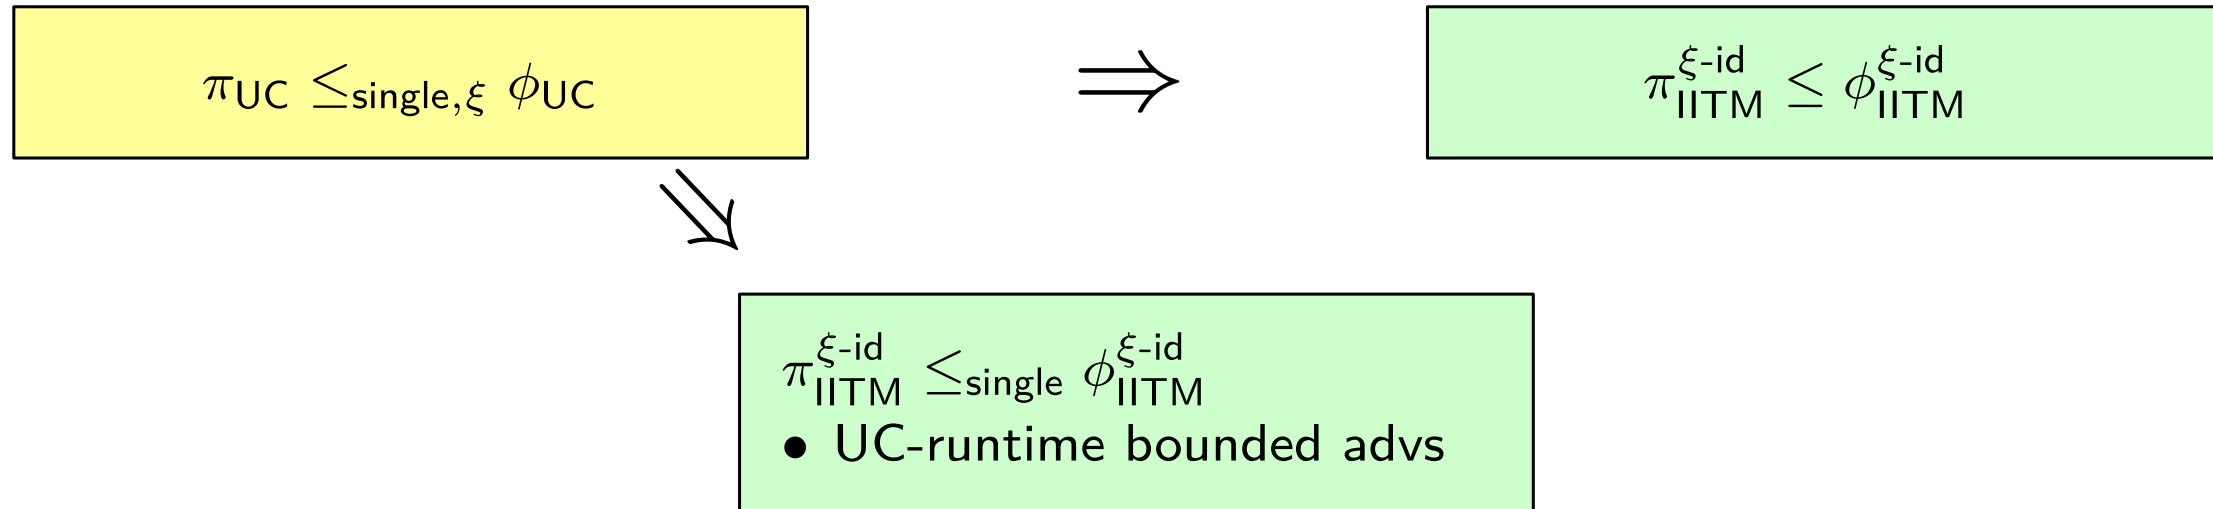 π_UC ≤_single,ξ ϕ_UC ⟹ π_IITM^ξ-id ≤ ϕ_IITM^ξ-id
⟹
π_IITM^ξ-id ≤_single ϕ_IITM^ξ-id
• UC-runtime bounded advs